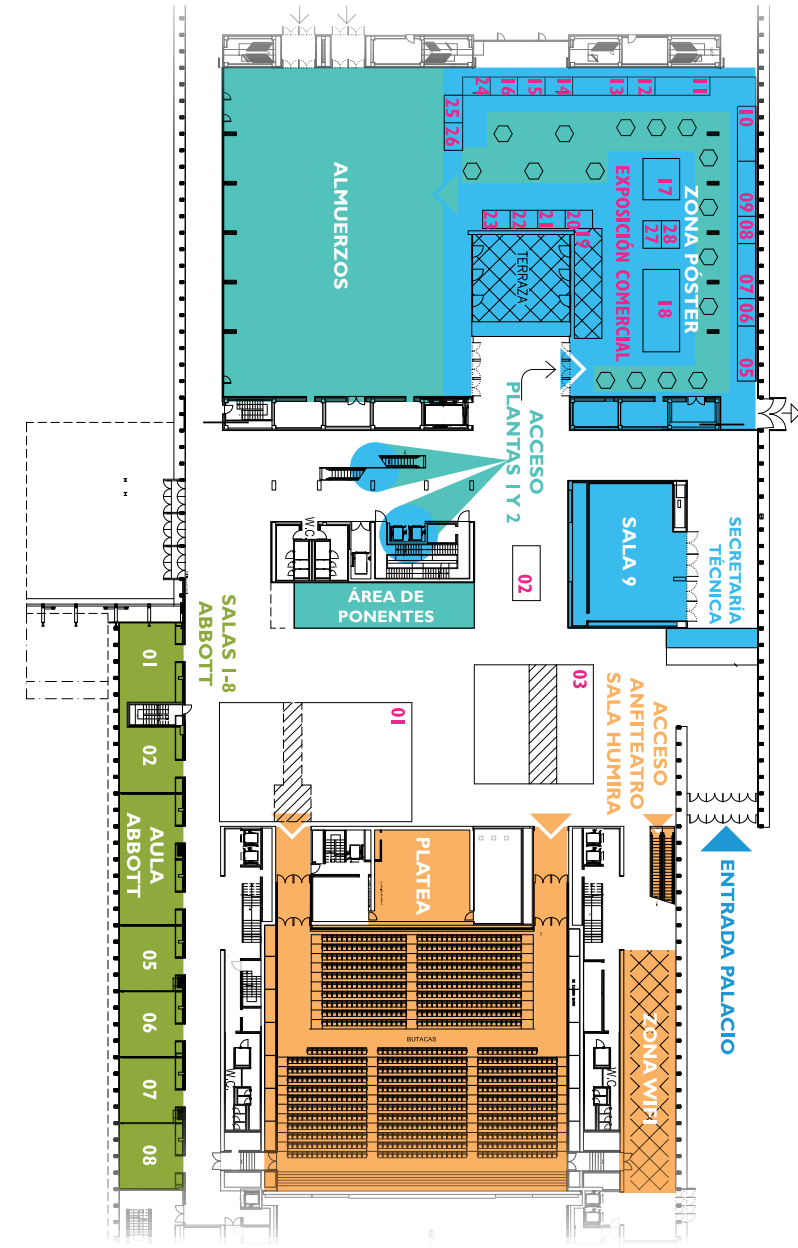 24
16
15
14
13
12
11
25
26
10
ALMUERZOS
EXPOSICIÓN COMERCIAL
ZONA PÓSTER
17
09
08
28
27
23
22
21
20
19
TERRAZA
18
07
06
05
ACCESO
PLANTAS 1 Y 2
W.C.
ÁREA DE
PONENTES
02
SALA 9
SECRETARÍA
TÉCNICA
SALAS 1-8
ABBOTT
01
02
AULA
ABBOTT
05
06
07
08
01
03
ACCESO
ANFITEATRO
SALA HUMIRA
PLATEA
ENTRADA PALACIO
BUTACAS
ZONA WIFI
W.C.
W.C.